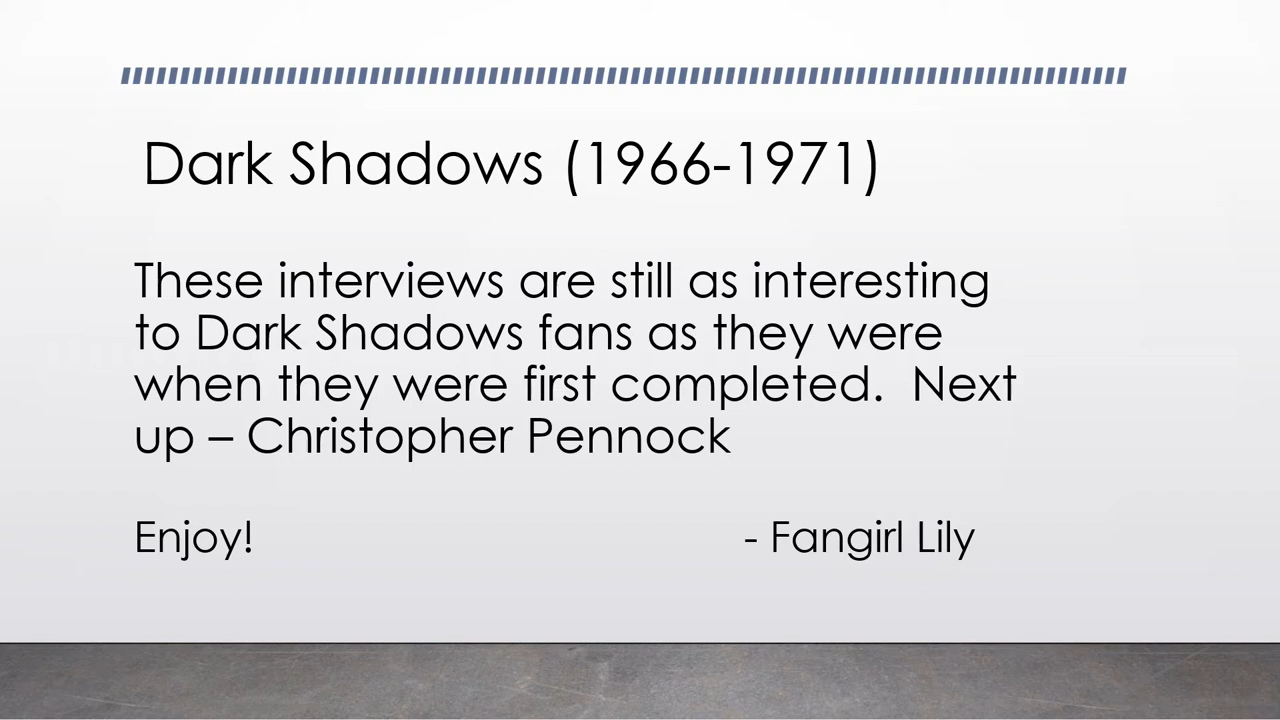 Dark Shadows (1966-1971)
These interviews are still as interesting
to Dark Shadows fans as they were
when they were first completed.  Next
up – Christopher Pennock
Enjoy! - Fangirl Lily